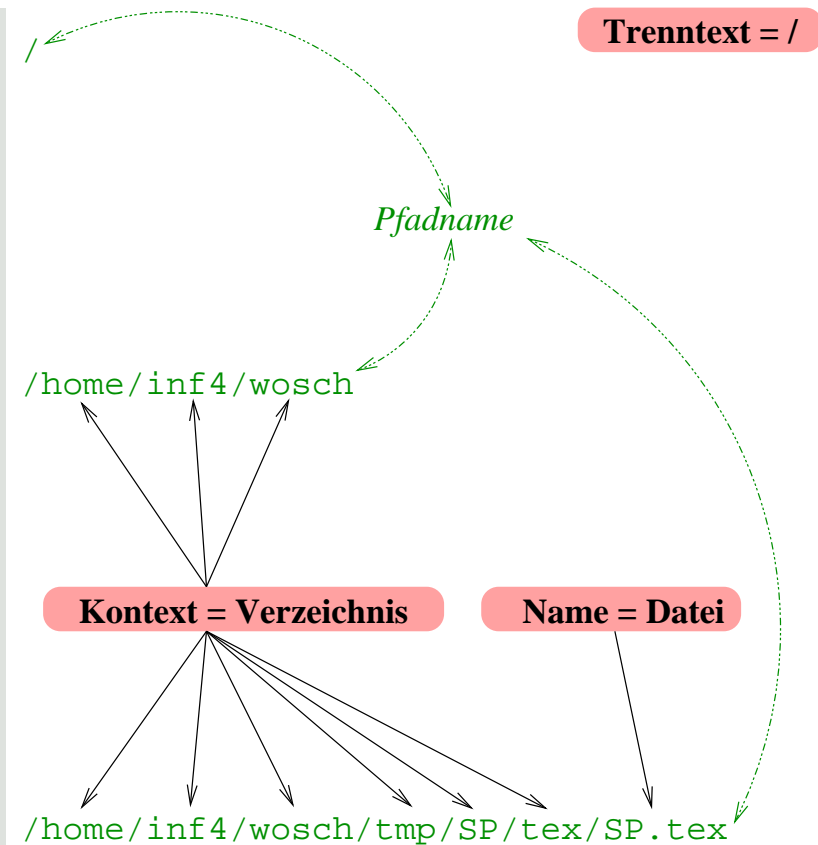 Trenntext = /
/
Pfadname
/home/inf4/wosch
Kontext = Verzeichnis
Name = Datei
/home/inf4/wosch/tmp/SP/tex/SP.tex